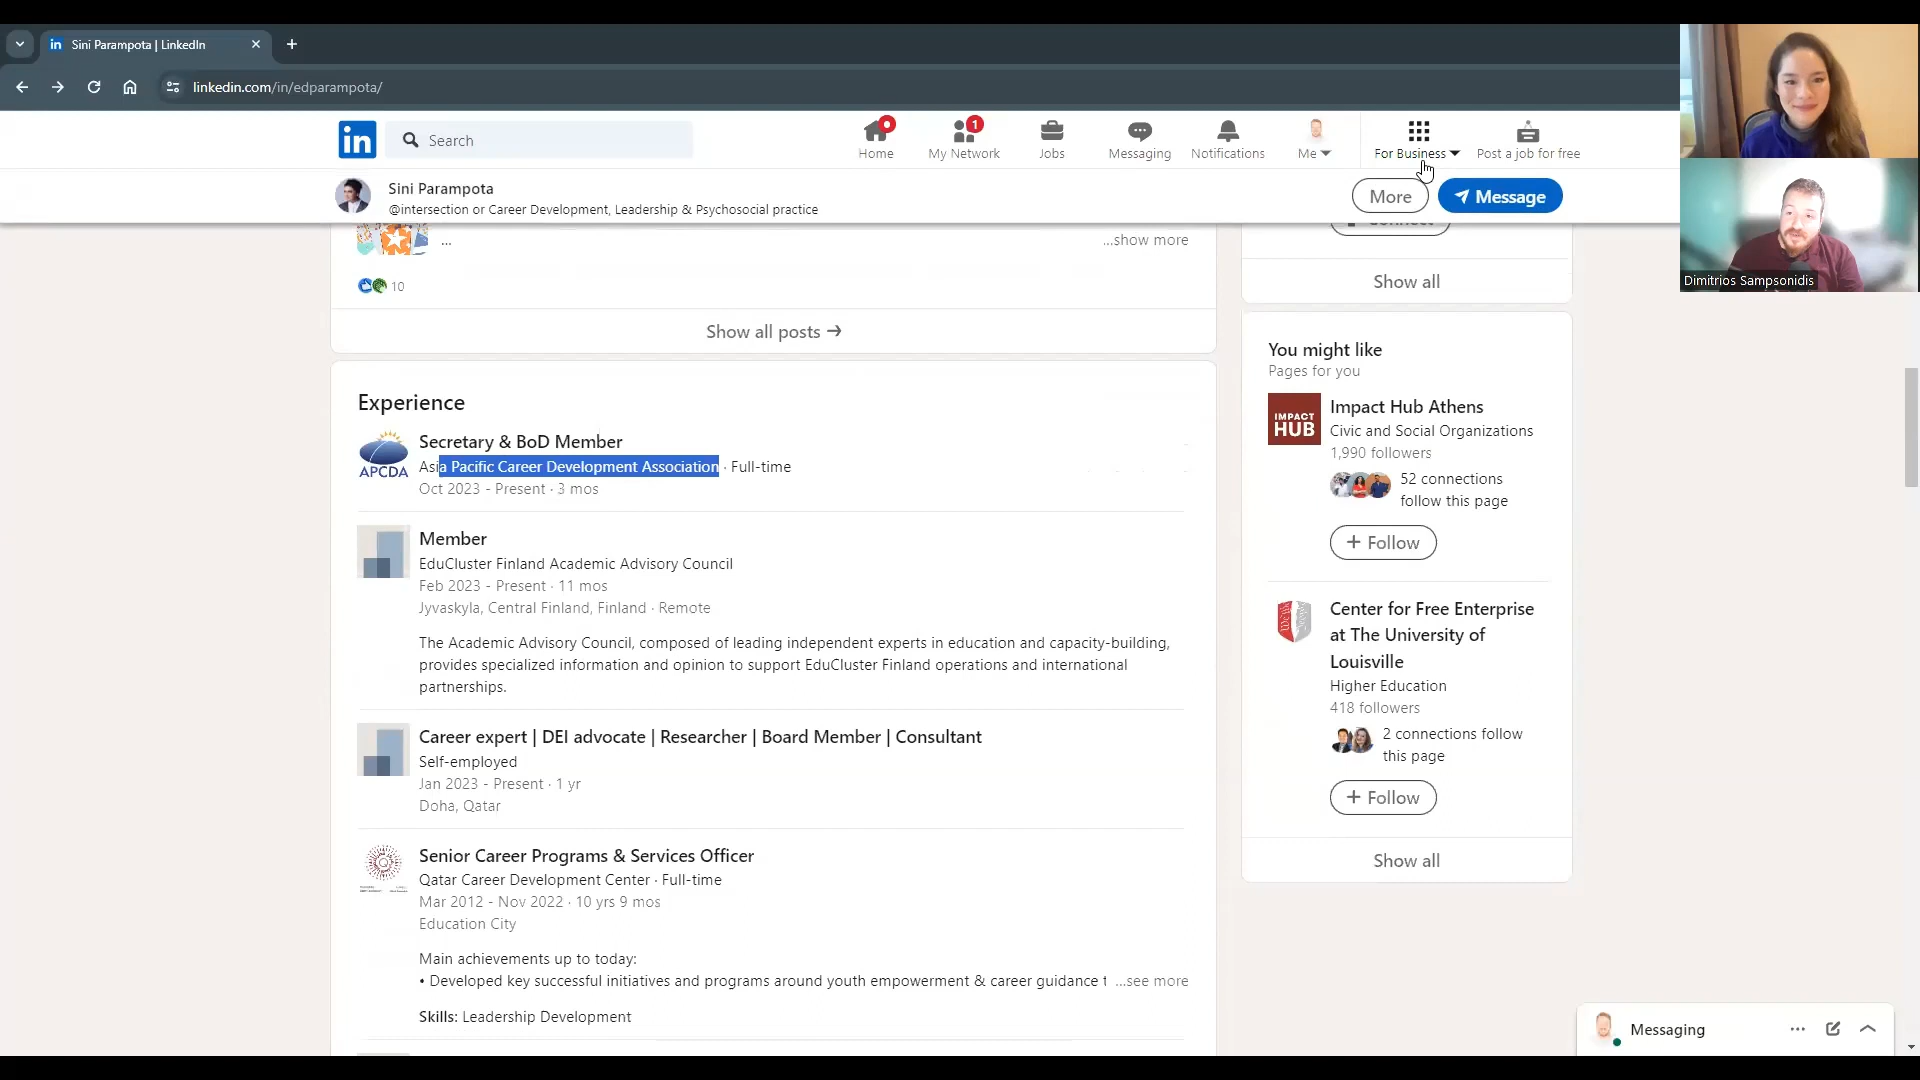 Sini Parampota | LinkedIn
linkedin.com/in/edparampota/
in
Search
Home
1
My Network
Jobs
Messaging
Notifications
Me
For Business
Post a job for free
Sini Parampota
@intersection or Career Development, Leadership & Psychosocial practice
More
Message
...
...show more
10
Show all posts →
Experience
APCDA
Secretary & BoD Member
Asia Pacific Career Development Association · Full-time
Oct 2023 - Present · 3 mos
Member
EduCluster Finland Academic Advisory Council
Feb 2023 - Present · 11 mos
Jyvaskyla, Central Finland, Finland · Remote
The Academic Advisory Council, composed of leading independent experts in education and capacity-building,
provides specialized information and opinion to support EduCluster Finland operations and international
partnerships.
Career expert | DEI advocate | Researcher | Board Member | Consultant
Self-employed
Jan 2023 - Present · 1 yr
Doha, Qatar
Senior Career Programs & Services Officer
Qatar Career Development Center · Full-time
Mar 2012 - Nov 2022 · 10 yrs 9 mos
Education City
Main achievements up to today:
• Developed key successful initiatives and programs around youth empowerment & career guidance t ...see more
Skills: Leadership Development
Show all
You might like
Pages for you
IMPACT
HUB
Impact Hub Athens
Civic and Social Organizations
1,990 followers
52 connections
follow this page
+ Follow
Center for Free Enterprise
at The University of
Louisville
Higher Education
418 followers
2 connections follow
this page
+ Follow
Show all
Messaging
Dimitrios Sampsonidis